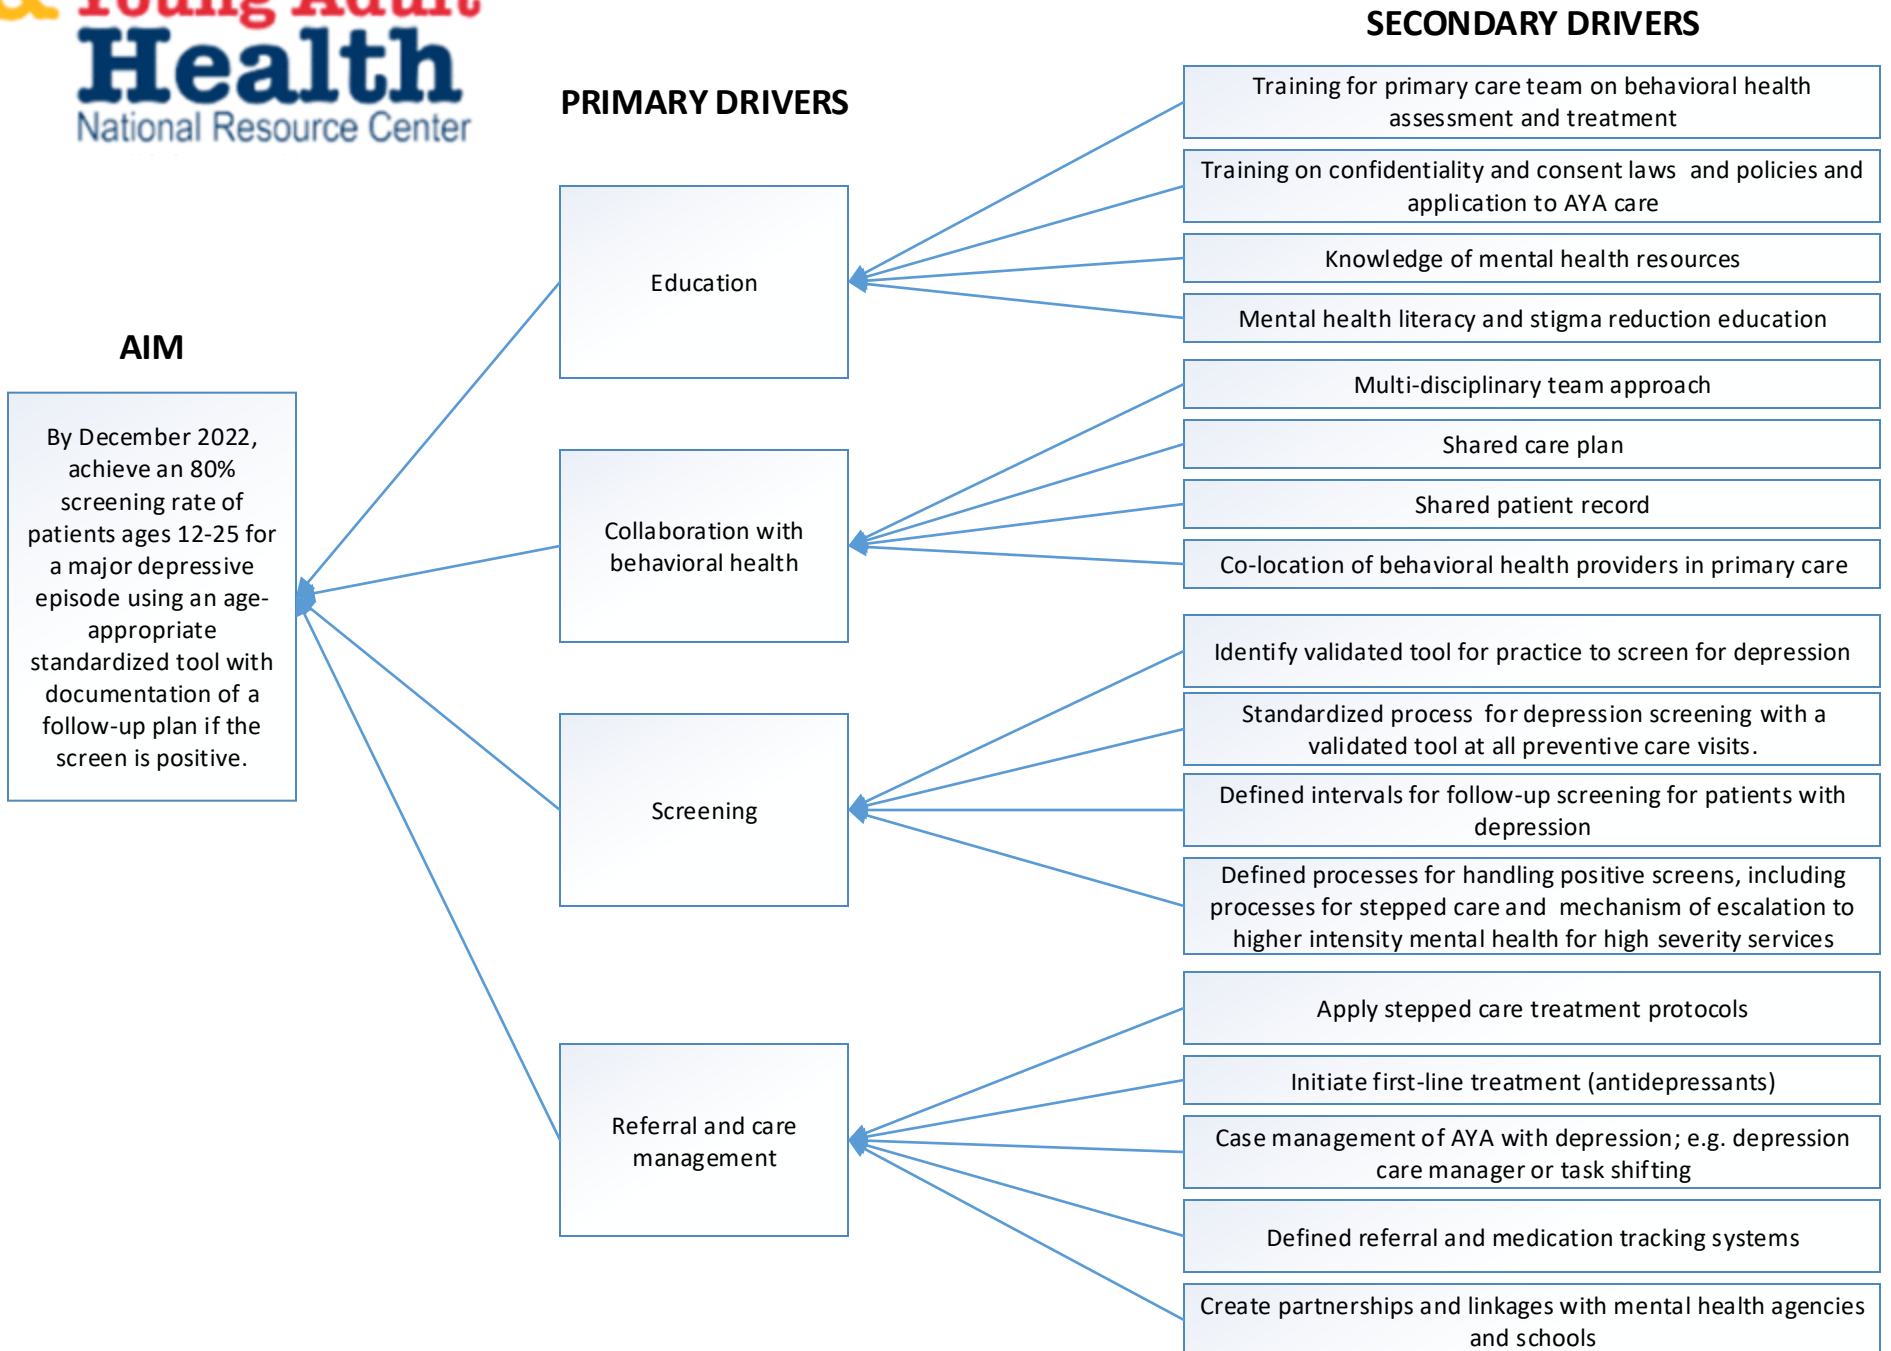 & Young Adult
Health
National Resource Center
AIM
By December 2022,
achieve an 80%
screening rate of
patients ages 12-25 for
a major depressive
episode using an age-
appropriate
standardized tool with
documentation of a
follow-up plan if the
screen is positive.
PRIMARY DRIVERS
Education
Collaboration with
behavioral health
Screening
Referral and care
management
SECONDARY DRIVERS
Training for primary care team on behavioral health
assessment and treatment
Training on confidentiality and consent laws and policies and
application to AYA care
Knowledge of mental health resources
Mental health literacy and stigma reduction education
Multi-disciplinary team approach
Shared care plan
Shared patient record
Co-location of behavioral health providers in primary care
Identify validated tool for practice to screen for depression
Standardized process for depression screening with a
validated tool at all preventive care visits.
Defined intervals for follow-up screening for patients with
depression
Defined processes for handling positive screens, including
processes for stepped care and mechanism of escalation to
higher intensity mental health for high severity services
Apply stepped care treatment protocols
Initiate first-line treatment (antidepressants)
Case management of AYA with depression; e.g. depression
care manager or task shifting
Defined referral and medication tracking systems
Create partnerships and linkages with mental health agencies
and schools